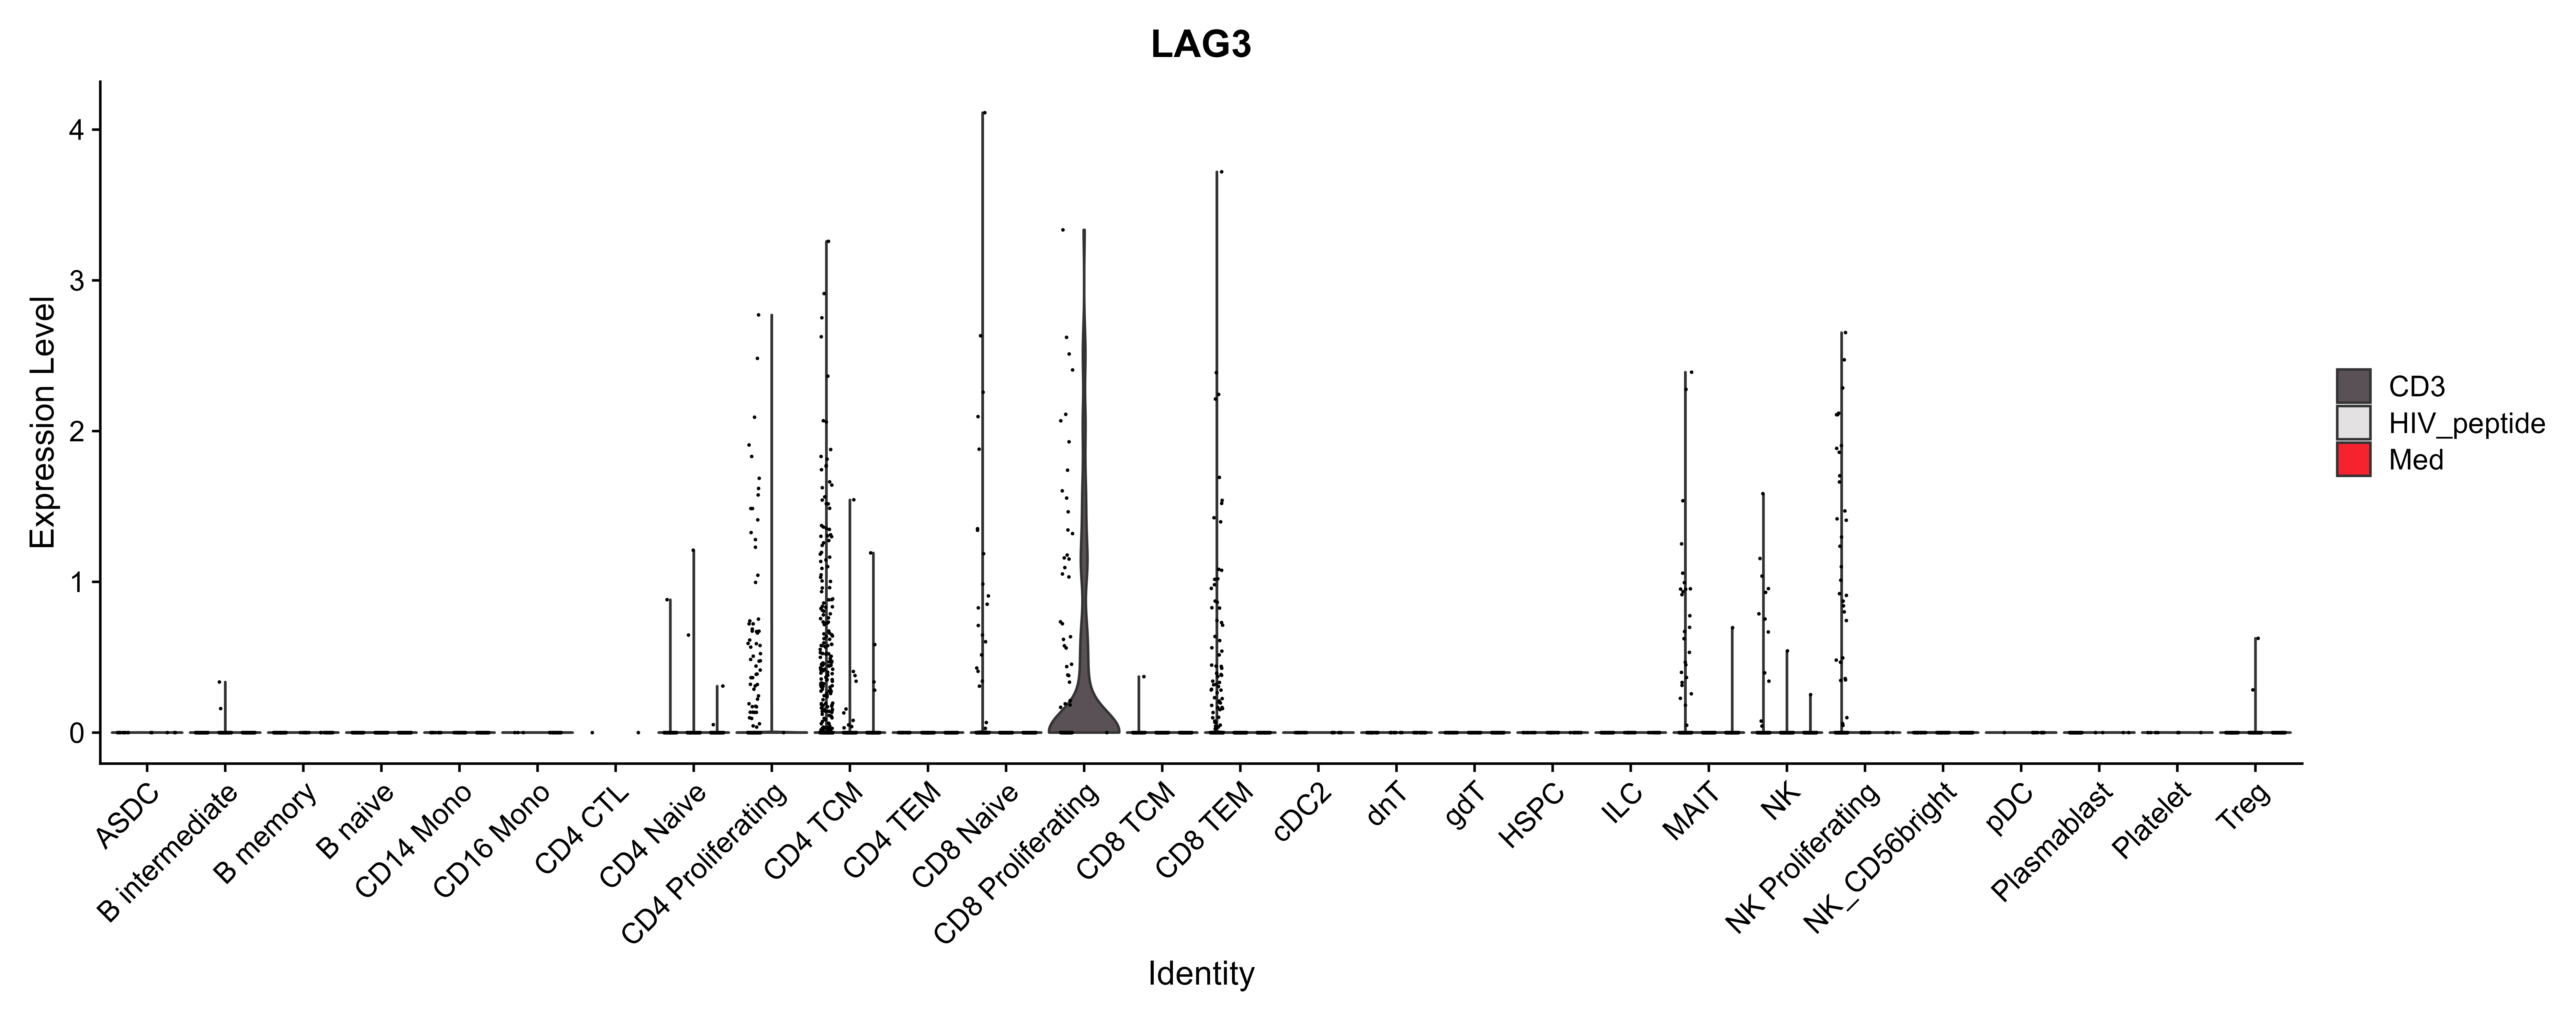 LAG3
Expression Level
4
3
2
1
0
ASDC
B intermediate
B memory
B naive
CD14 Mono
CD16 Mono
CD4 CTL
CD4 Naive
CD4 Proliferating
CD4 TCM
CD4 TEM
CD8 Naive
CD8 Proliferating
CD8 TCM
CD8 TEM
cDC2
dnT
gdT
HSPC
ILC
MAIT
NK
NK Proliferating
NK_CD56bright
pDC
Plasmablast
Platelet
Treg
Identity
CD3
HIV_peptide
Med